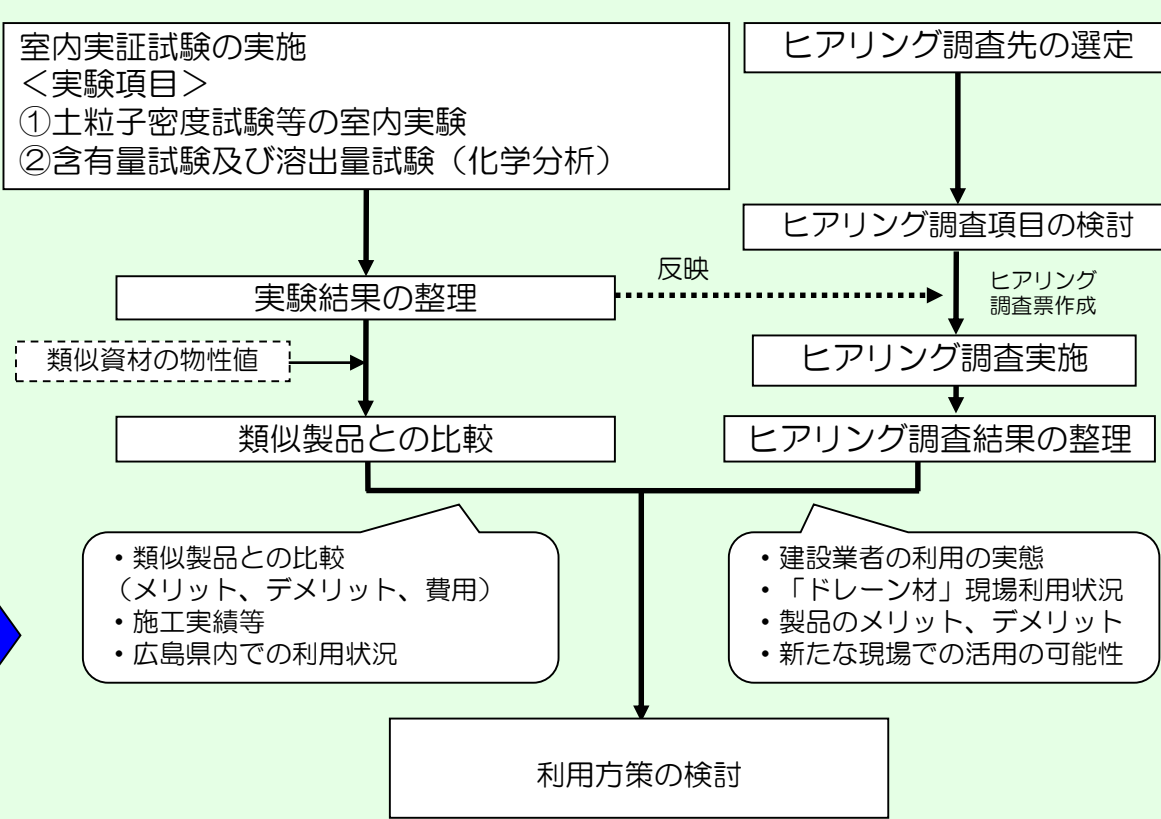 室内実証試験の実施
＜実験項目＞
①土粒子密度試験等の室内実験
②含有量試験及び溶出量試験（化学分析）
ヒアリング調査先の選定
ヒアリング調査項目の検討
反映
ヒアリング
調査票作成
実験結果の整理
類似資材の物性値
ヒアリング調査実施
類似製品との比較
ヒアリング調査結果の整理
・類似製品との比較
（メリット、デメリット、費用）
・施工実績等
・広島県内での利用状況
・建設業者の利用の実態
・「ドレーン材」現場利用状況
・製品のメリット、デメリット
・新たな現場での活用の可能性
利用方策の検討